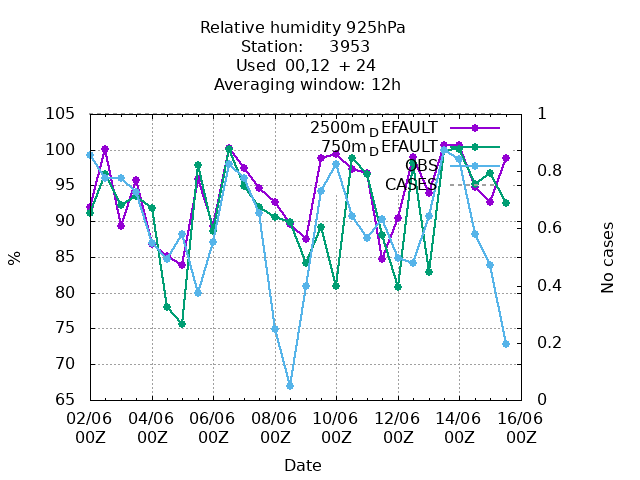 Relative humidity 925hPa
Station: 3953
Used 00,12 + 24
Averaging window: 12h
105
100
95
90
85
80
75
70
65
1
0.8
0.6
0.4
0.2
0
2500m_DEFAULT
750m_DEFAULT
OBS
CASES
%
No cases
02/06 04/06 06/06 08/06 10/06 12/06 14/06 16/06
00Z 00Z 00Z 00Z 00Z 00Z 00Z 00Z
Date